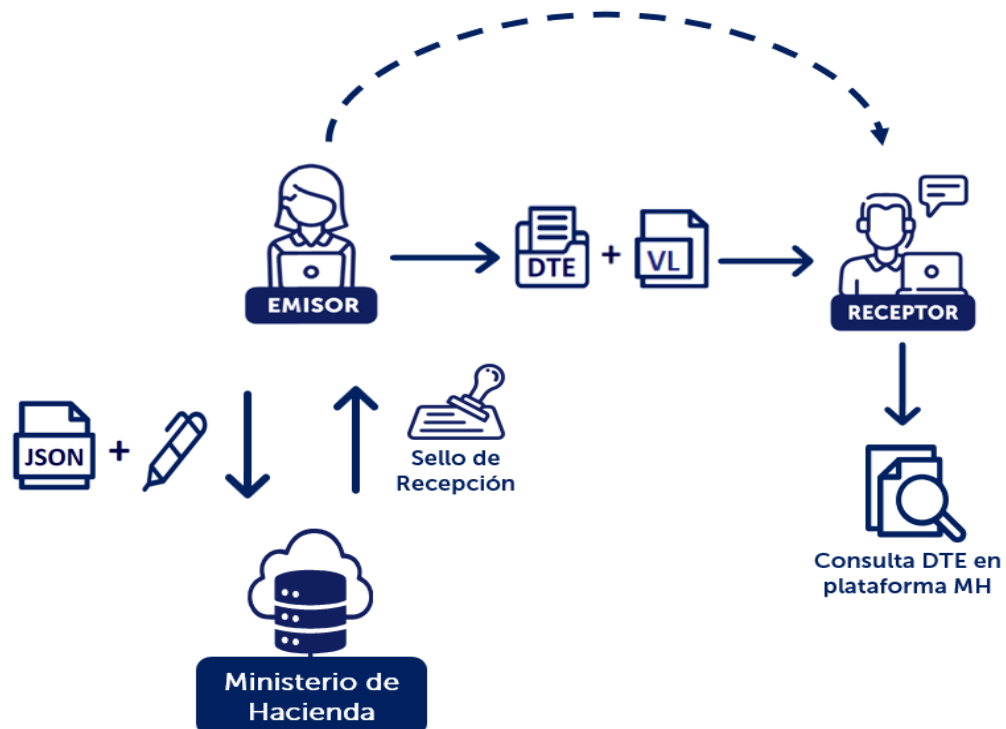 DTE
+
VL
EMISOR
RECEPTOR
JSON
+
Sello de
Recepción
Consulta DTE en
plataforma MH
Ministerio de
Hacienda